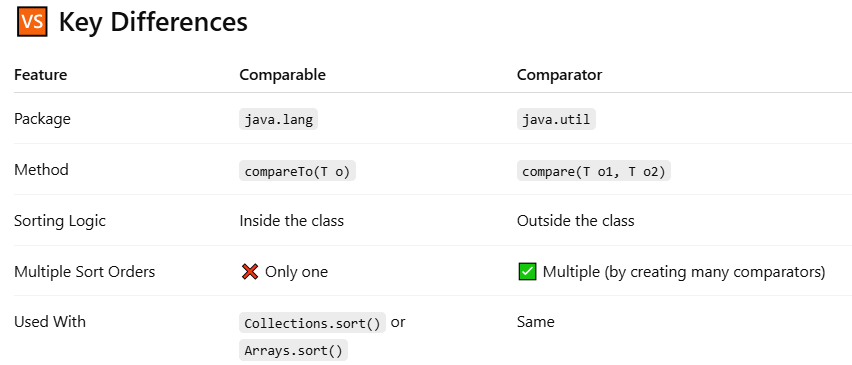 🆚 Key Differences
Feature Comparable Comparator
Package java.lang java.util
Method compareTo(T o) compare(T o1, T o2)
Sorting Logic Inside the class Outside the class
Multiple Sort Orders ❌ Only one ✅ Multiple (by creating many comparators)
Used With Collections.sort() or Same
Arrays.sort()